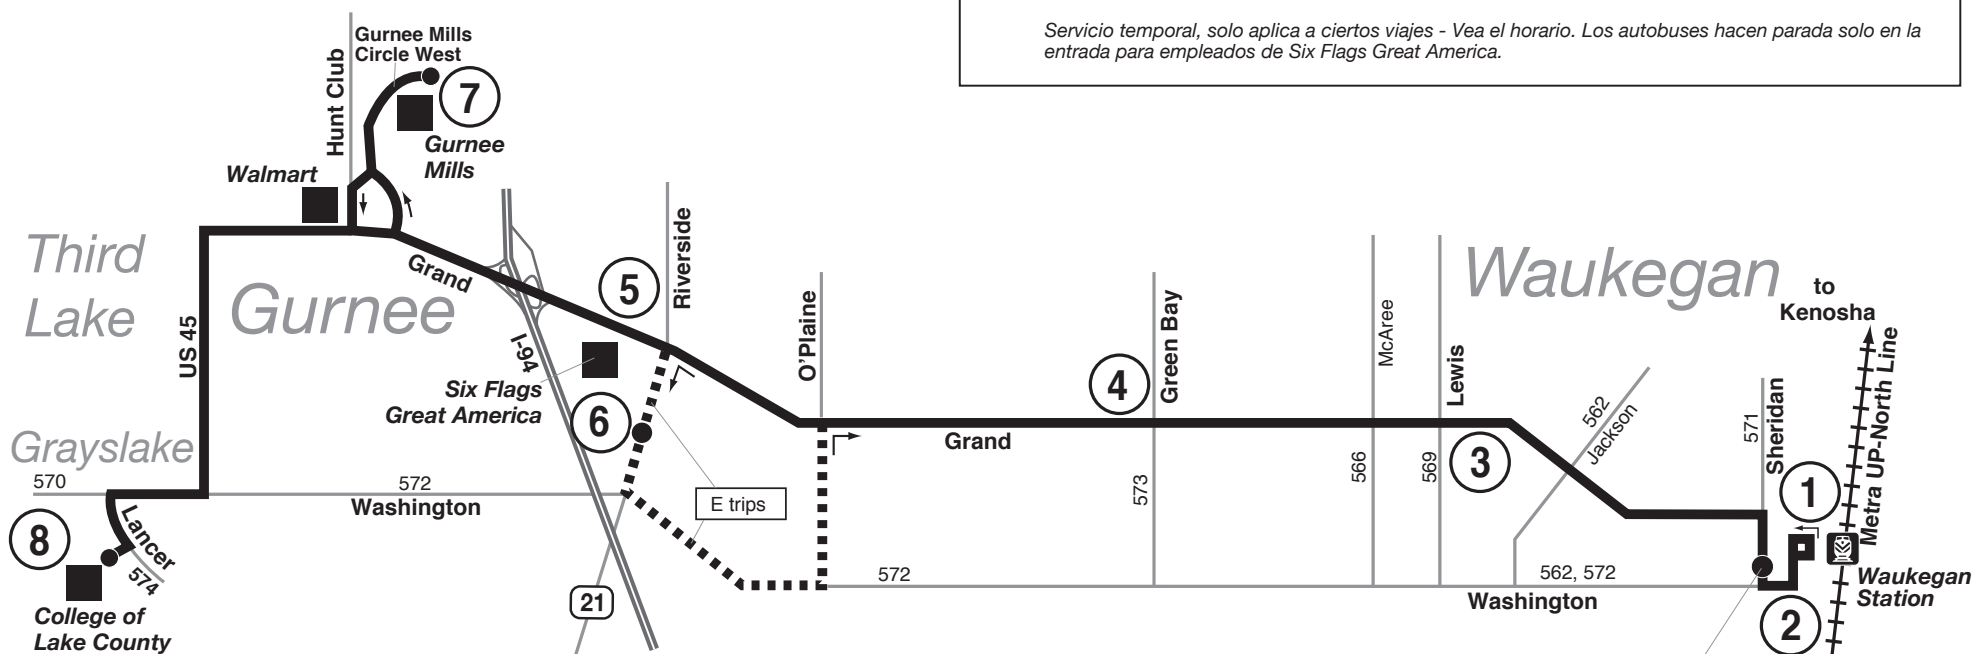 Servicio temporal, solo aplica a ciertos viajes - Vea el horario. Los autobuses hacen parada solo en la
entrada para empleados de Six Flags Great America.
Gurnee Mills
Circle West
Hunt Club
7
Gurnee
Mills
Walmart
Third
Lake
Gurnee
US 45
Grand
I-94
5
Riverside
Six Flags
Great America
6
O'Plaine
4
Green Bay
McAree
Lewis
Waukegan
to
Kenosha
Metra UP-North Line
Grayslake
570
572
Washington
Lancer
574
8
College of
Lake County
E trips
21
Grand
573
566
569
3
562
Jackson
571
Sheridan
1
572
562, 572
Washington
2
Waukegan
Station